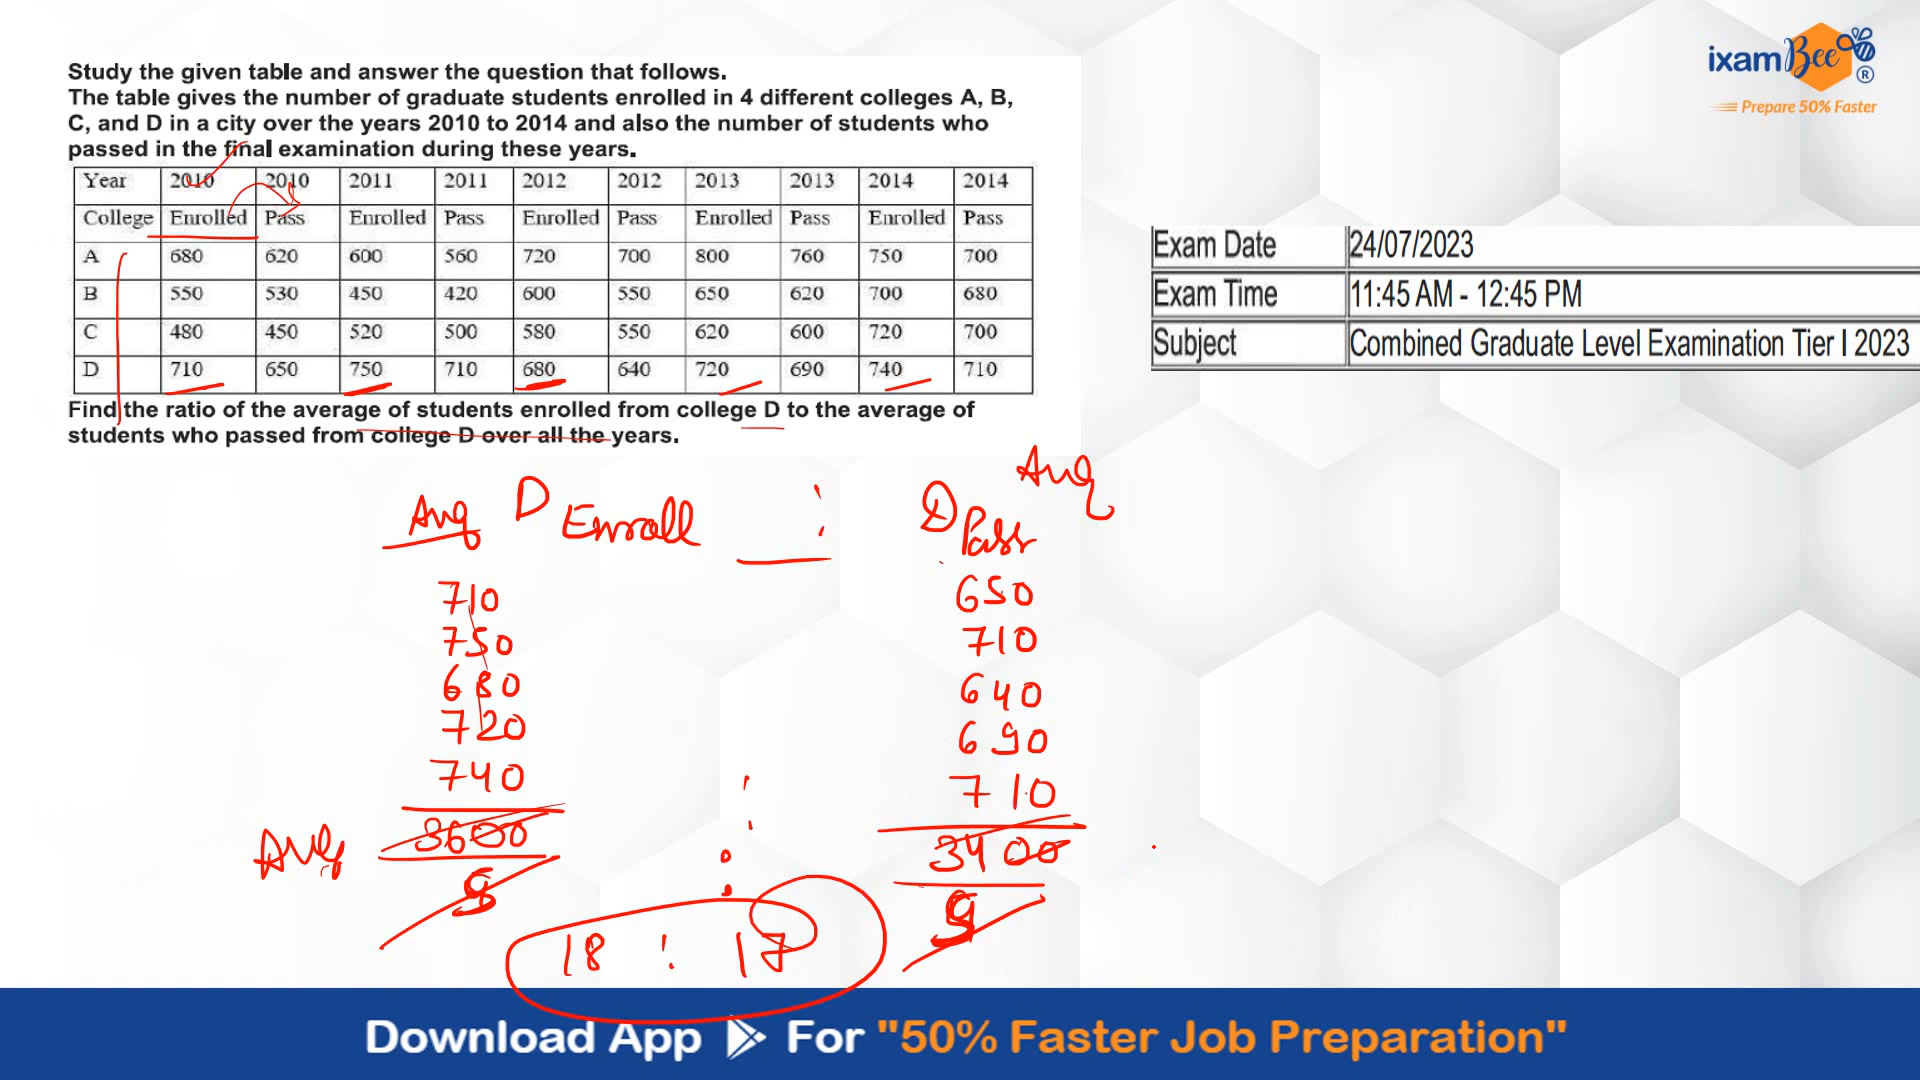 ixamBee
®
Prepare 50% Faster
Study the given table and answer the question that follows.
The table gives the number of graduate students enrolled in 4 different colleges A, B,
C, and D in a city over the years 2010 to 2014 and also the number of students who
passed in the final examination during these years.
Year 2010 2010 2011 2011 2012 2012 2013 2013 2014 2014
College Enrolled Pass Enrolled Pass Enrolled Pass Enrolled Pass Enrolled Pass
A 680 620 600 560 720 700 800 760 750 700
B 550 530 450 420 600 550 650 620 700 680
C 480 450 520 500 580 550 620 600 720 700
D 710 650 750 710 680 640 720 690 740 710
Find the ratio of the average of students enrolled from college D to the average of
students who passed from college D over all the years.
Exam Date 24/07/2023
Exam Time 11:45 AM - 12:45 PM
Subject Combined Graduate Level Examination Tier I 2023
Avg D Enroll : D Pass Avg
710 650
750 710
680 640
720 690
740 : 710
Avg 3600 : 3400
5 5
18 : 17
Download App For "50% Faster Job Preparation"